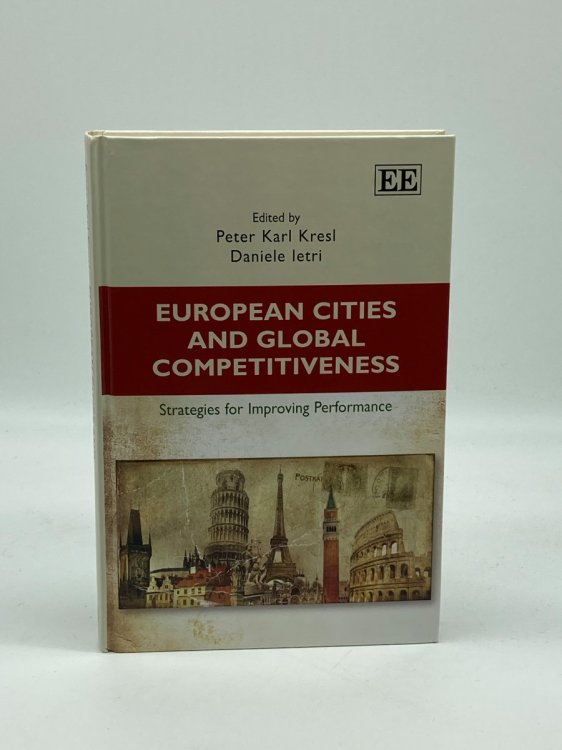 EE
Edited by
Peter Karl Kresl
Daniele Ietri
EUROPEAN CITIES
AND GLOBAL
COMPETITIVENESS
Strategies for Improving Performance